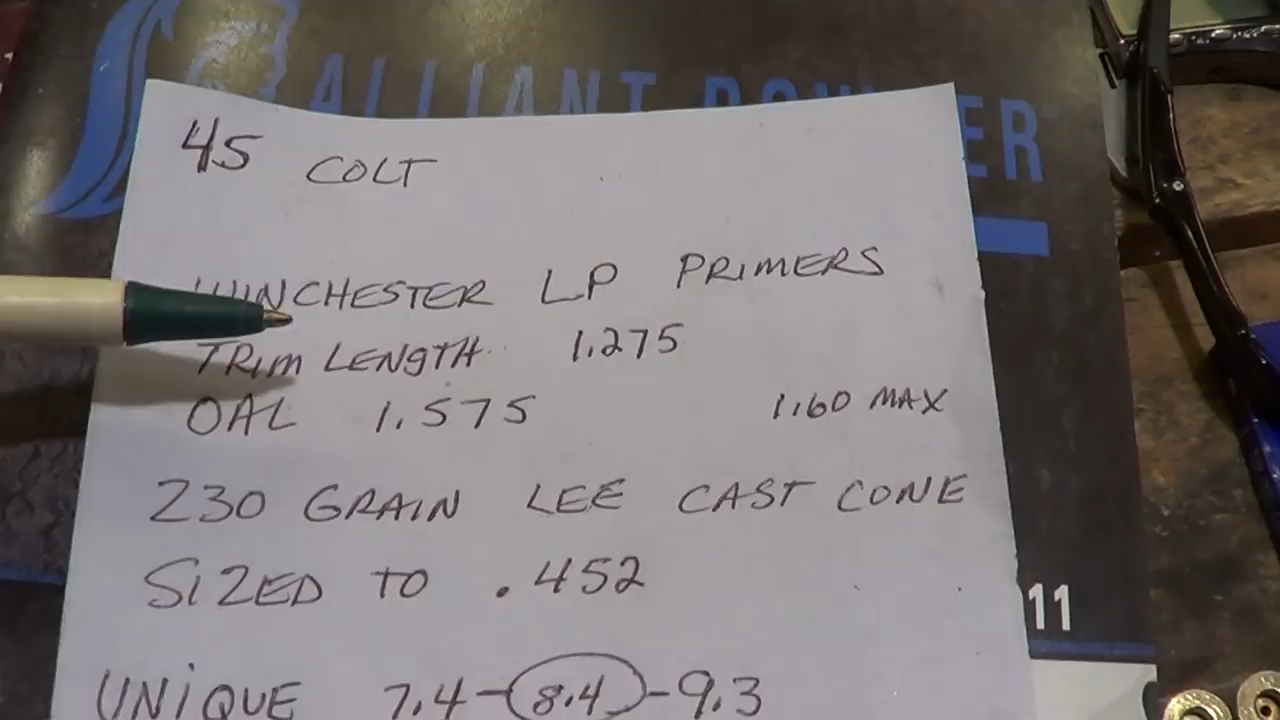 ALLIANT POWDER
45 COLT
WINCHESTER LP PRIMERS
TRIM LENGTH 1.275
OAL 1.575 1.60 MAX
230 GRAIN LEE CAST CONE
SIZED TO .452
11
UNIQUE 7.4-8.4-9.3